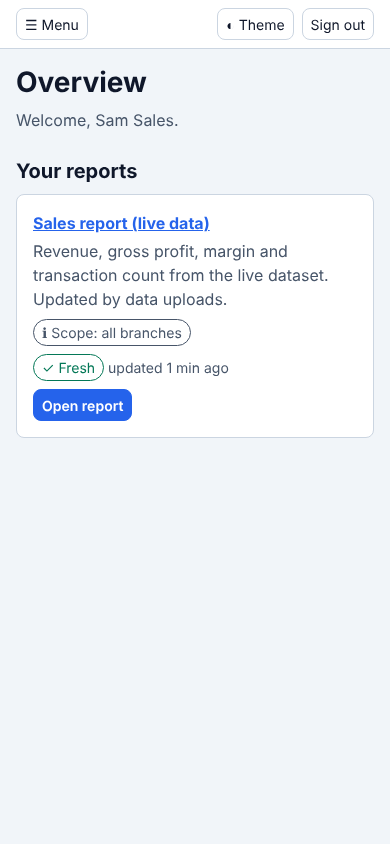 ☰ Menu
◖ Theme
Sign out
Overview
Welcome, Sam Sales.
Your reports
Sales report (live data)
Revenue, gross profit, margin and
transaction count from the live dataset.
Updated by data uploads.
ℹ Scope: all branches
✓ Fresh updated 1 min ago
Open report